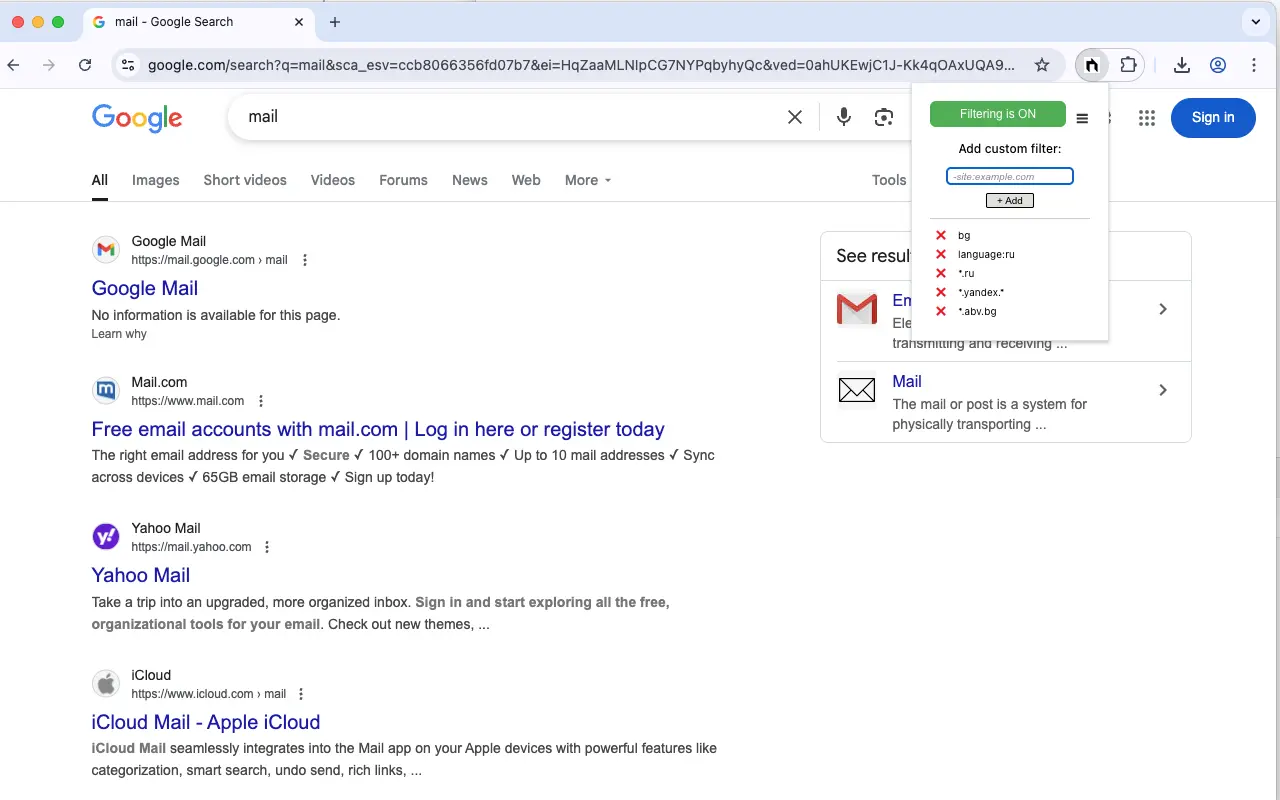 mail - Google Search
google.com/search?q=mail&sca_esv=ccb8066356fd07b7&ei=HqZaaMLNIpCG7NYPqbyhyQc&ved=0ahUKEwjC1J-Kk4qOAxUQA9...
Google
mail
Sign in
Filtering is ON
Add custom filter:
-site:example.com
+ Add
bg
language:ru
*.ru
*.yandex.*
*.abv.bg
All Images Short videos Videos Forums News Web More Tools
Google Mail
https://mail.google.com › mail
Google Mail
No information is available for this page.
Learn why
Mail.com
https://www.mail.com
Free email accounts with mail.com | Log in here or register today
The right email address for you ✓ Secure ✓ 100+ domain names ✓ Up to 10 mail addresses ✓ Sync
across devices ✓ 65GB email storage ✓ Sign up today!
Yahoo Mail
https://mail.yahoo.com
Yahoo Mail
Take a trip into an upgraded, more organized inbox. Sign in and start exploring all the free,
organizational tools for your email. Check out new themes, ...
iCloud
https://www.icloud.com › mail
iCloud Mail - Apple iCloud
iCloud Mail seamlessly integrates into the Mail app on your Apple devices with powerful features like
categorization, smart search, undo send, rich links, ...
See
transmitting and receiving ...
Mail
The mail or post is a system for
physically transporting ...